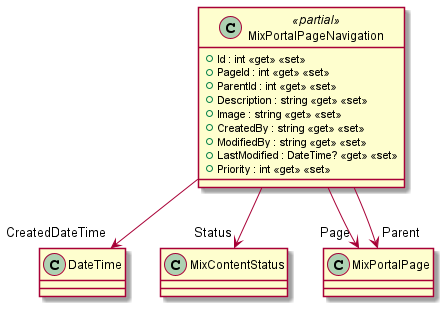 «partial»
C MixPortalPageNavigation
Id : int «get» «set»
PageId : int «get» «set»
ParentId : int «get» «set»
Description : string «get» «set»
Image : string «get» «set»
CreatedBy : string «get» «set»
ModifiedBy : string «get» «set»
LastModified : DateTime? «get» «set»
Priority : int «get» «set»
CreatedDateTime
Status
Page
Parent
C DateTime
C MixContentStatus
C MixPortalPage